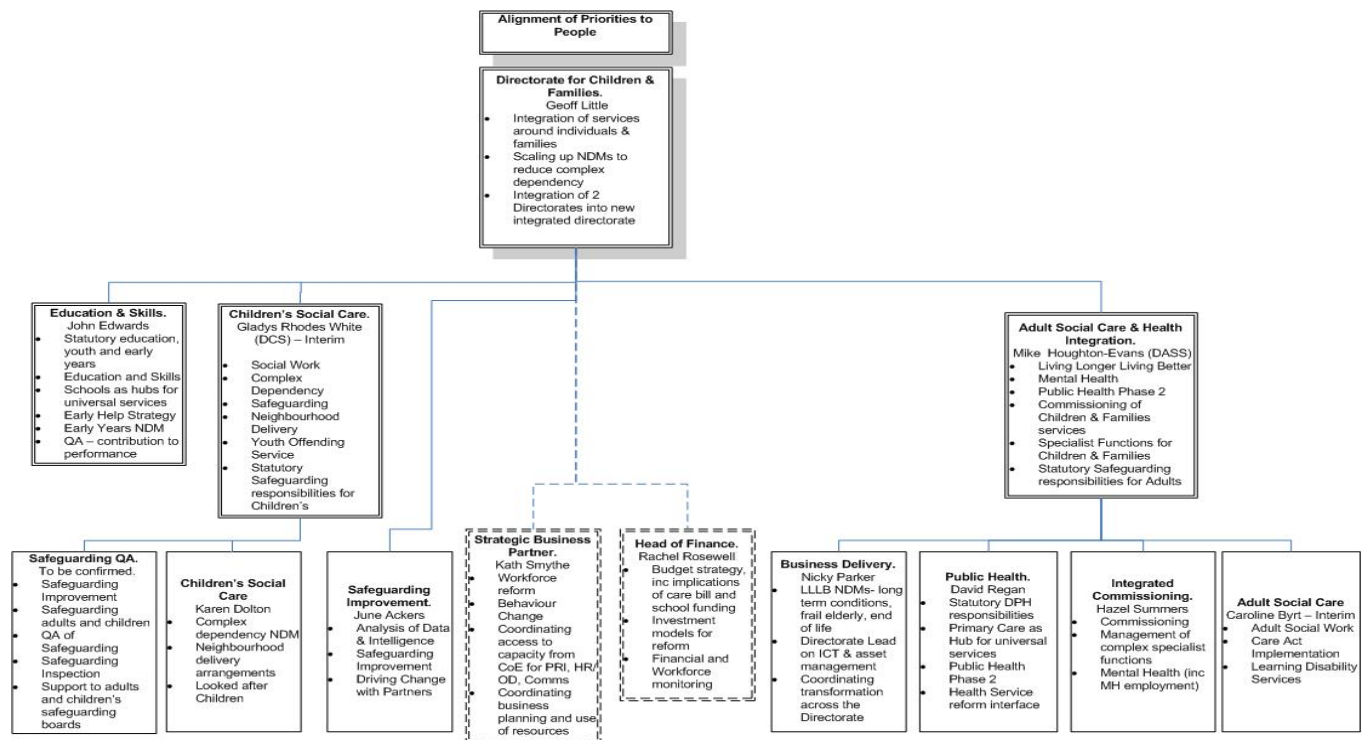 Alignment of Priorities to
People
Directorate for Children &
Families.
Geoff Little
• Integration of services
around individuals &
families
• Scaling up NDMs to
reduce complex
dependency
• Integration of 2
Directorates into new
integrated directorate
Education & Skills.
John Edwards
• Statutory education,
youth and early
years
• Education and Skills
• Schools as hubs for
universal services
• Early Help Strategy
• Early Years NDM
• QA – contribution to
performance
Children's Social Care.
Gladys Rhodes White
(DCS) – Interim
• Social Work
• Complex
Dependency
• Safeguarding
• Neighbourhood
Delivery
• Youth Offending
Service
• Statutory
Safeguarding
responsibilities for
Children's
Adult Social Care & Health
Integration.
Mike Houghton-Evans (DASS)
• Living Longer Living Better
• Mental Health
• Public Health Phase 2
• Commissioning of
Children & Families
services
• Specialist Functions for
Children & Families
• Statutory Safeguarding
responsibilities for Adults
Safeguarding QA.
To be confirmed.
• Safeguarding
Improvement
• Safeguarding
adults and children
• QA of
Safeguarding
• Safeguarding
Inspection
• Support to adults
and children's
safeguarding
boards
Children's Social
Care
Karen Dolton
• Complex
dependency NDM
• Neighbourhood
delivery
arrangements
• Looked after
Children
Safeguarding
Improvement.
June Ackers
• Analysis of Data
& Intelligence
• Safeguarding
Improvement
• Driving Change
with Partners
Strategic Business
Partner.
Kath Smythe
• Workforce
reform
• Behaviour
Change
• Coordinating
access to
capacity from
CoE for PRI, HR/
OD, Comms
• Coordinating
business
planning and use
of resources
Head of Finance.
Rachel Rosewell
• Budget strategy,
inc implications
of care bill and
school funding
• Investment
models for
reform
• Financial and
Workforce
monitoring
Business Delivery.
Nicky Parker
• LLLB NDMs- long
term conditions,
frail elderly, end
of life
• Directorate Lead
on ICT & asset
management
• Coordinating
transformation
across the
Directorate
Public Health.
David Regan
• Statutory DPH
responsibilities
• Primary Care as
Hub for universal
services
• Public Health
Phase 2
• Health Service
reform interface
Integrated
Commissioning.
Hazel Summers
• Commissioning
• Management of
complex specialist
functions
• Mental Health (inc
MH employment)
Adult Social Care
Caroline Byrt – Interim
• Adult Social Work
• Care Act
Implementation
• Learning Disability
Services